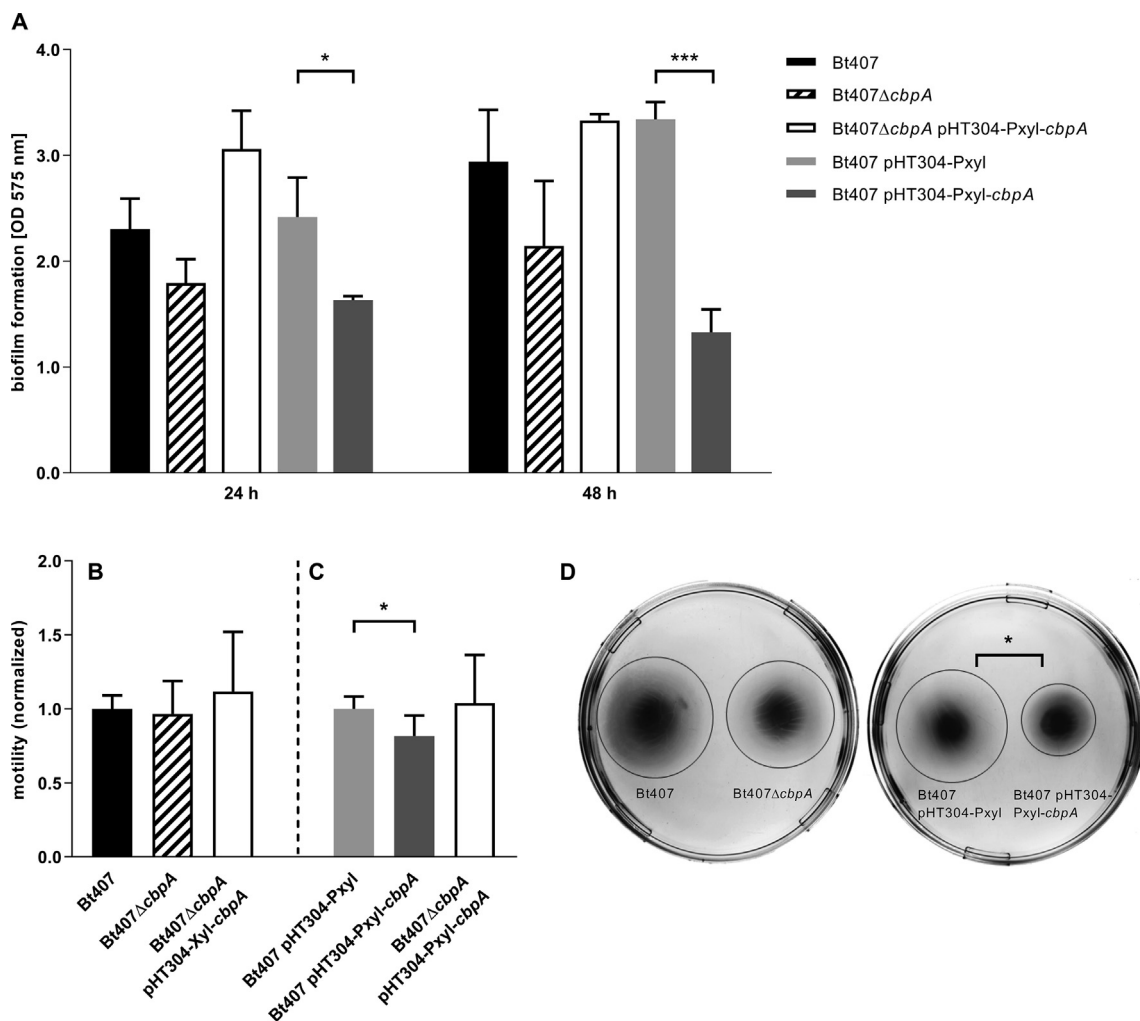 A
4.0
3.0
2.0
1.0
0.0
biofilm formation [OD 575 nm]
*
***
24 h
48 h
Bt407
Bt407ΔcbpA
Bt407ΔcbpA pHT304-Pxyl-cbpA
Bt407 pHT304-Pxyl
Bt407 pHT304-Pxyl-cbpA
B
C
2.0
1.5
1.0
0.5
0.0
motility (normalized)
*
Bt407
Bt407ΔcbpA
Bt407ΔcbpA
pHT304-Xyl-cbpA
Bt407 pHT304-Pxyl
Bt407 pHT304-Pxyl-cbpA
Bt407ΔcbpA
pHT304-Pxyl-cbpA
D
Bt407
Bt407ΔcbpA
*
Bt407
pHT304-Pxyl
Bt407 pHT304-
Pxyl-cbpA